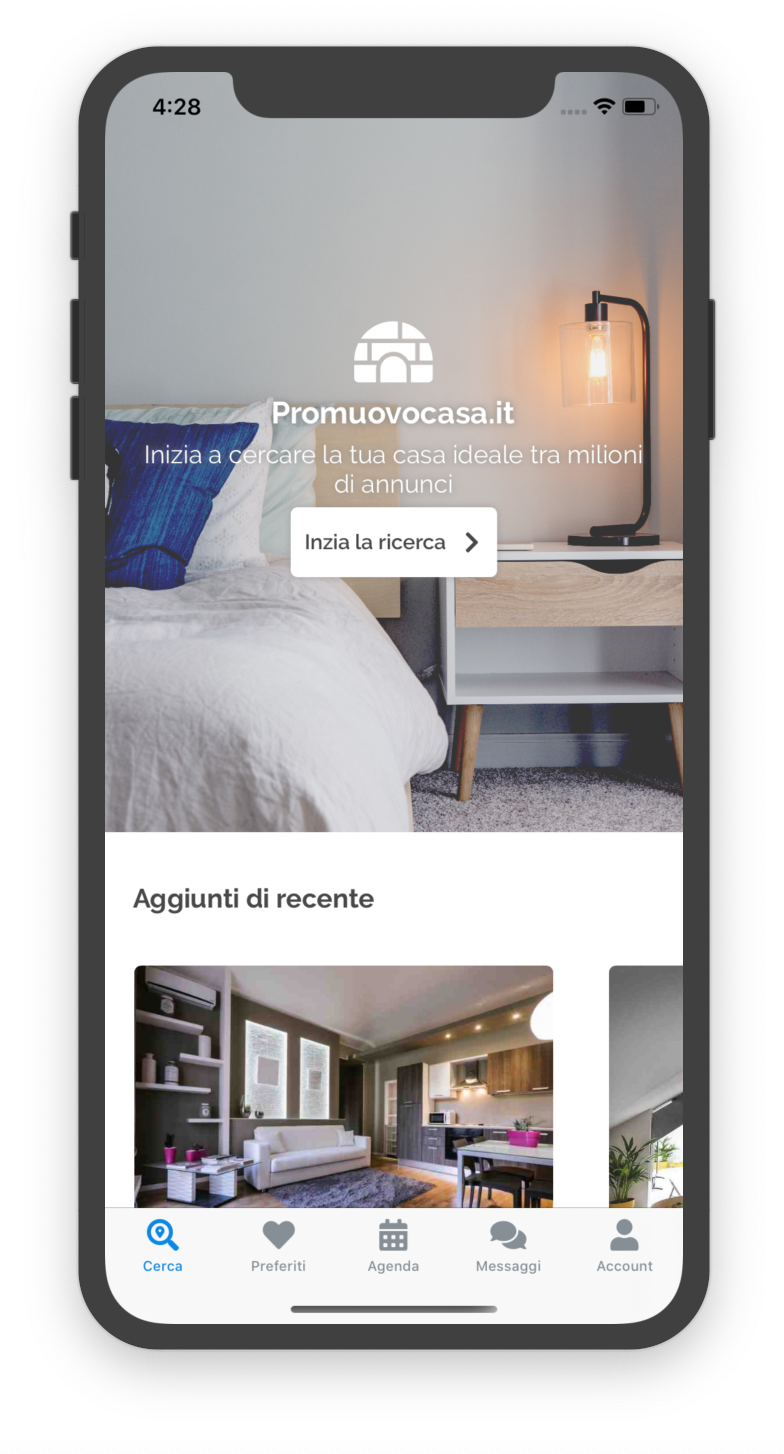 4:28
Promuovocasa.it
Inizia a cercare la tua casa ideale tra milioni
di annunci
Inzia la ricerca
Aggiunti di recente
Cerca Preferiti Agenda Messaggi Account